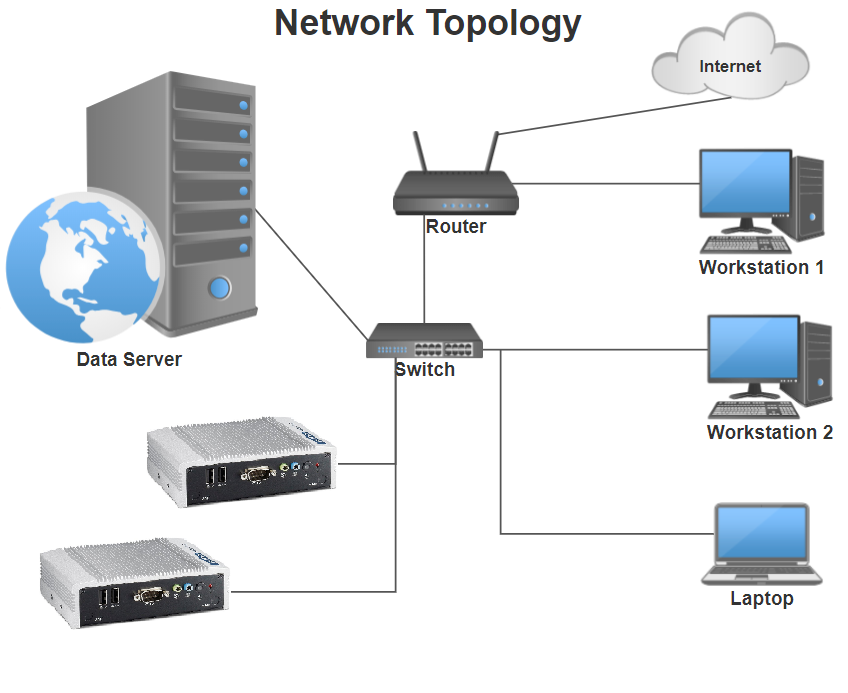 Network Topology
Internet
Router
Workstation 1
Data Server
Switch
Workstation 2
Laptop